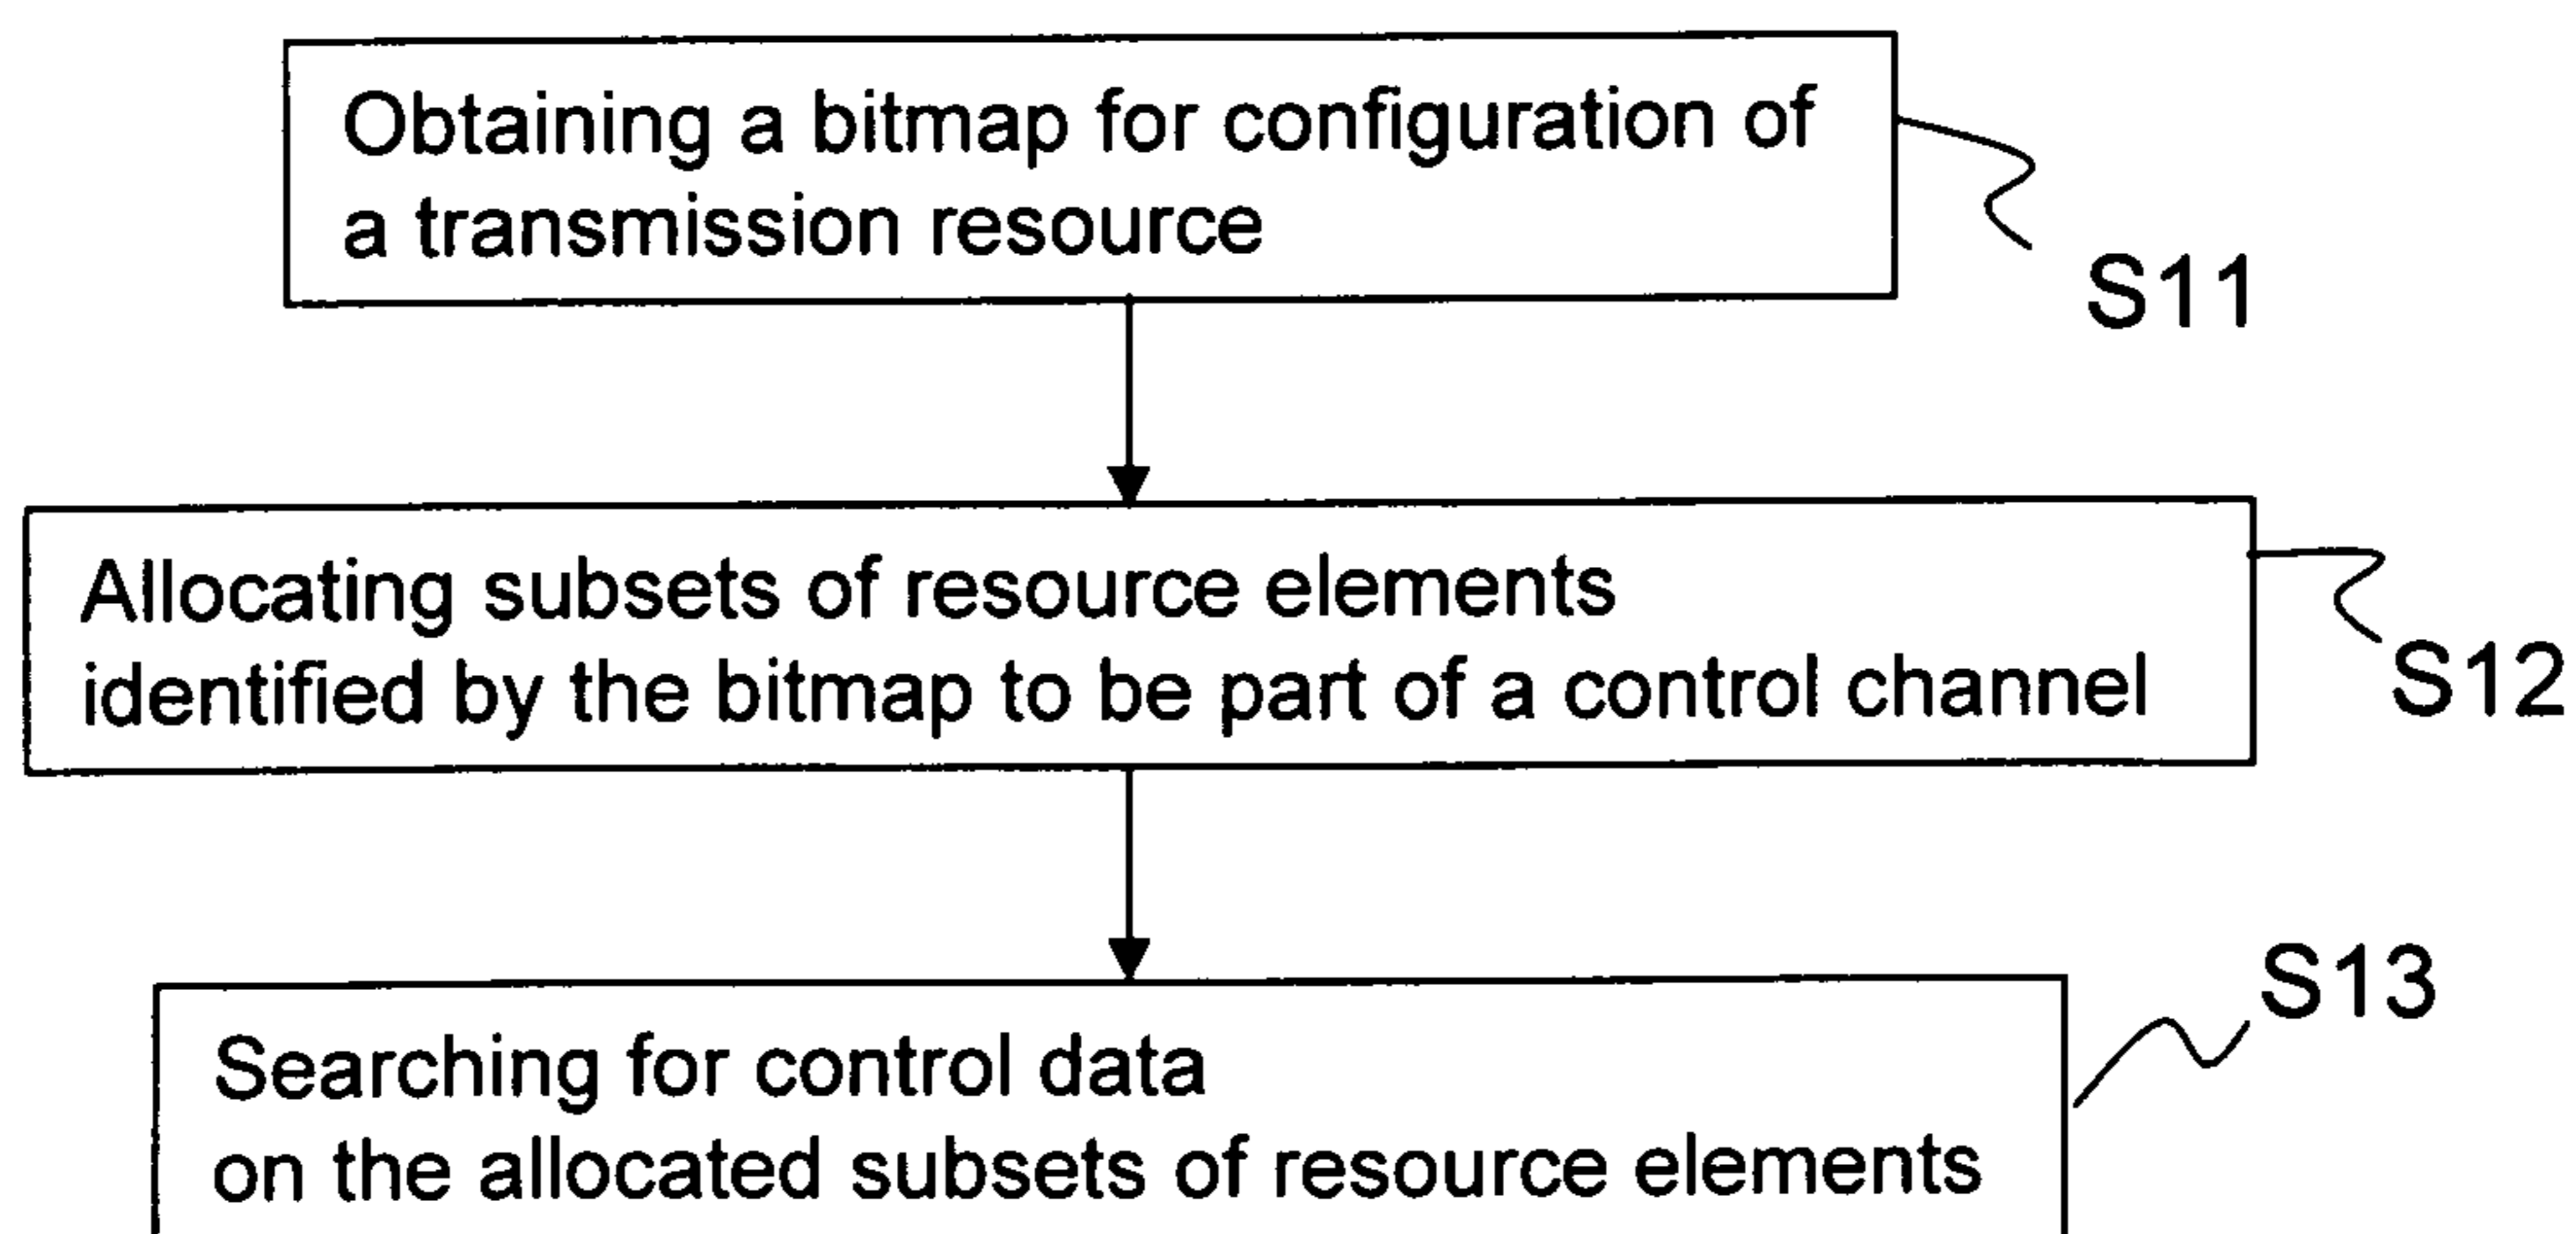 Obtaining a bitmap for configuration of
a transmission resource
S11
Allocating subsets of resource elements
identified by the bitmap to be part of a control channel
S12
S13
Searching for control data
on the allocated subsets of resource elements